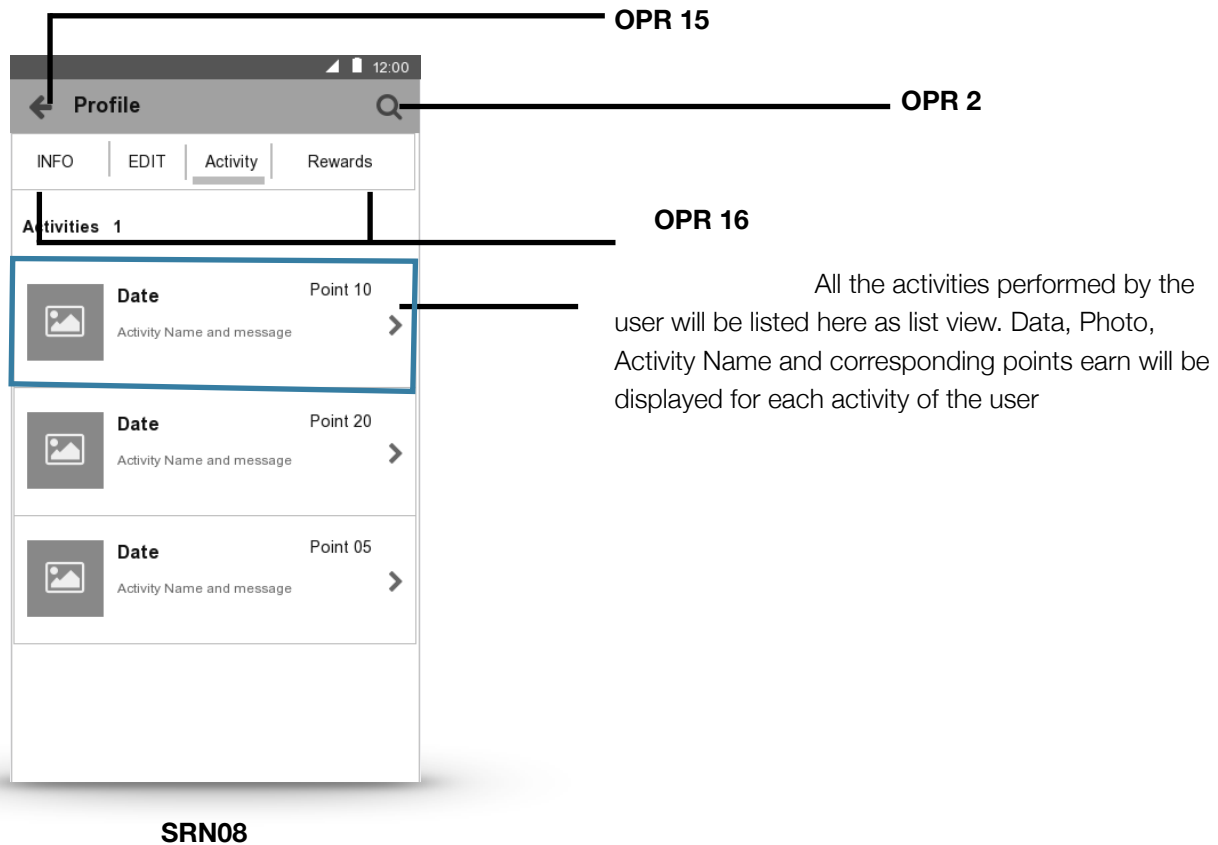 OPR 15
12:00
Profile
OPR 2
INFO EDIT Activity Rewards
Activities 1
OPR 16
Date Point 10
Activity Name and message
All the activities performed by the
user will be listed here as list view. Data, Photo,
Activity Name and corresponding points earn will be
displayed for each activity of the user
Date Point 20
Activity Name and message
Date Point 05
Activity Name and message
SRN08